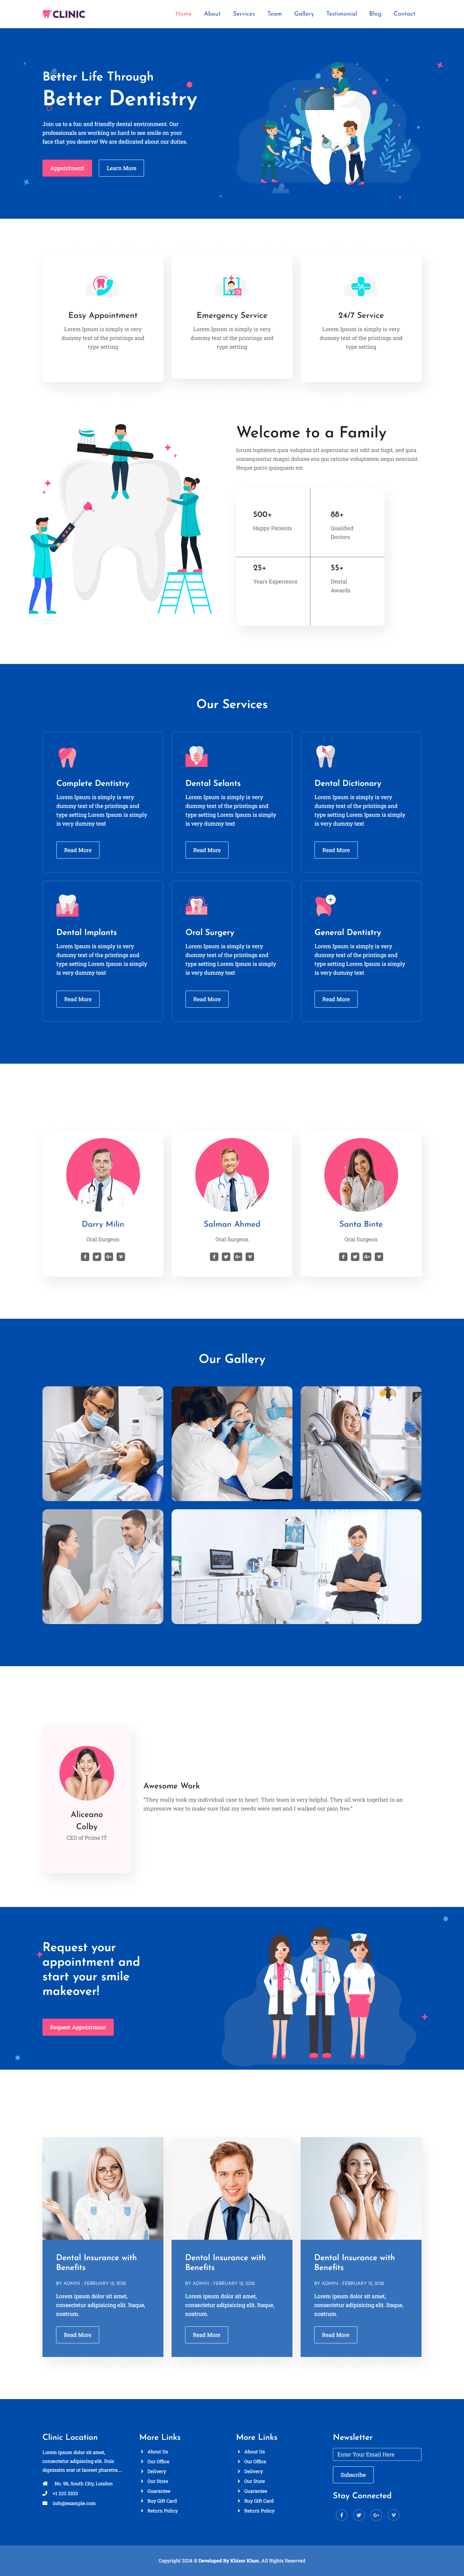 CLINIC
Home About Services Team Gallery Testimonial Blog Contact
Better Life Through
Better Dentistry
Join us to a fun and friendly dental environment. Our
professionals are working so hard to see smile on your
face that you deserve! We are dedicated about our duties.
Appointment Learn More
Easy Appointment
Lorem Ipsum is simply is very
dummy text of the printings and
type setting
Emergency Service
Lorem Ipsum is simply is very
dummy text of the printings and
type setting
24/7 Service
Lorem Ipsum is simply is very
dummy text of the printings and
type setting
Welcome to a Family
Iorum luptatem quia voluptas sit aspernatur aut odit aut fugit, sed quia
consequuntur magni dolores eos qui ratione voluptatem sequi nesciunt.
Neque porro quisquam est.
500+
Happy Patients
88+
Qualified
Doctors
25+
Years Experience
55+
Dental
Awards
Our Services
Complete Dentistry
Lorem Ipsum is simply is very
dummy text of the printings and
type setting Lorem Ipsum is simply
is very dummy text
Read More
Dental Selants
Lorem Ipsum is simply is very
dummy text of the printings and
type setting Lorem Ipsum is simply
is very dummy text
Read More
Dental Dictionary
Lorem Ipsum is simply is very
dummy text of the printings and
type setting Lorem Ipsum is simply
is very dummy text
Read More
Dental Implants
Lorem Ipsum is simply is very
dummy text of the printings and
type setting Lorem Ipsum is simply
is very dummy text
Read More
Oral Surgery
Lorem Ipsum is simply is very
dummy text of the printings and
type setting Lorem Ipsum is simply
is very dummy text
Read More
General Dentistry
Lorem Ipsum is simply is very
dummy text of the printings and
type setting Lorem Ipsum is simply
is very dummy text
Read More
Darry Milin
Oral Surgeon
Salman Ahmed
Oral Surgeon
Santa Binte
Oral Surgeon
Our Gallery
Aliceano
Colby
CEO of Prime IT
Awesome Work
"They really took my individual case to heart. Their team is very helpful. They all work together in an
impressive way to make sure that my needs were met and I walked out pain free."
Request your
appointment and
start your smile
makeover!
Request Appointment
Dental Insurance with
Benefits
BY ADMIN . FEBRUARY 18, 2026
Lorem ipsum dolor sit amet,
consectetur adipisicing elit. Itaque,
nostrum.
Read More
Dental Insurance with
Benefits
BY ADMIN . FEBRUARY 18, 2026
Lorem ipsum dolor sit amet,
consectetur adipisicing elit. Itaque,
nostrum.
Read More
Dental Insurance with
Benefits
BY ADMIN . FEBRUARY 18, 2026
Lorem ipsum dolor sit amet,
consectetur adipisicing elit. Itaque,
nostrum.
Read More
Clinic Location
Lorem ipsum dolor sit amet,
consectetur adipiscing elit. Duis
dignissim erat ut laoreet pharetra....
No. 96, South City, London
+1 222 3333
info@example.com
More Links
About Us
Our Office
Delivery
Our Store
Guarantee
Buy Gift Card
Return Policy
More Links
About Us
Our Office
Delivery
Our Store
Guarantee
Buy Gift Card
Return Policy
Newsletter
Enter Your Email Here
Subscribe
Stay Connected
Copyright 2024 © Developed By Khizer Khan. All Rights Reserved